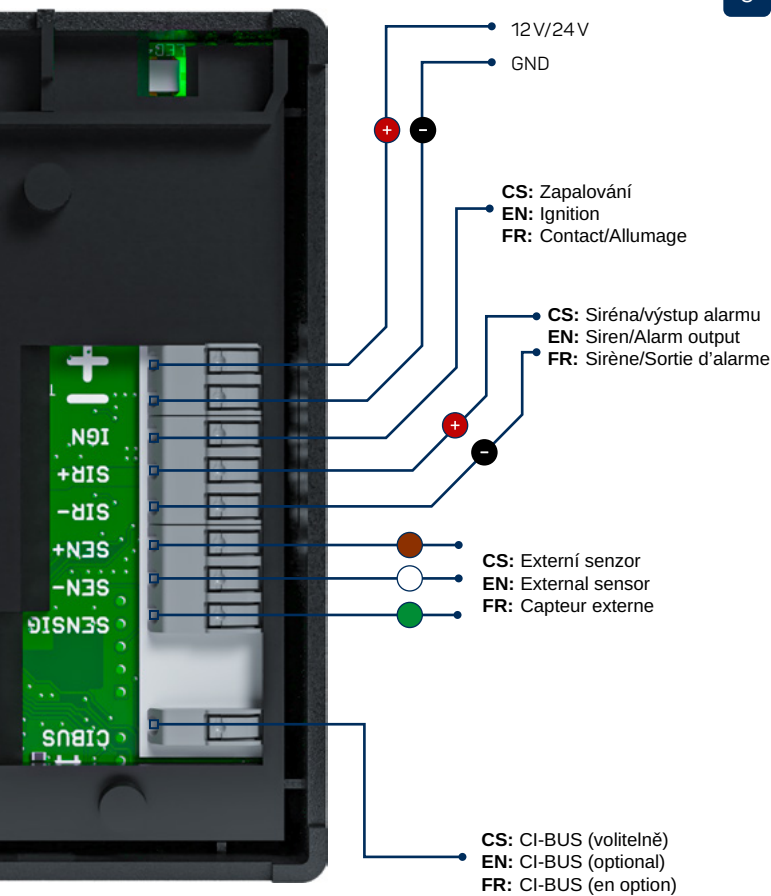 12V/24V
GND
+ -
CS: Zapalování
EN: Ignition
FR: Contact/Allumage
CS: Siréna/výstup alarmu
EN: Siren/Alarm output
FR: Sirène/Sortie d’alarme
+
-
+
-
IGN
SIR+
SIR-
SEN+
SEN-
SENSIG
CIBUS
CS: Externí senzor
EN: External sensor
FR: Capteur externe
CS: CI-BUS (volitelně)
EN: CI-BUS (optional)
FR: CI-BUS (en option)